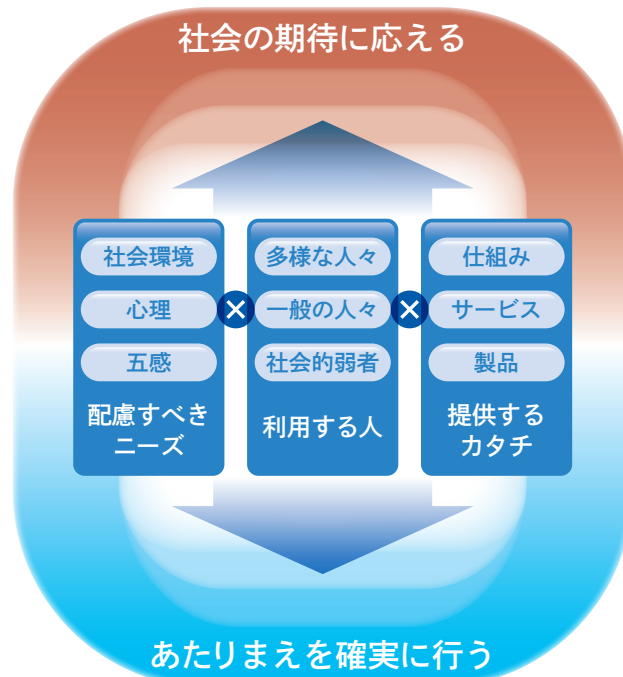 社会の期待に応える
社会環境
心理
五感
配慮すべき
ニーズ
×
多様な人々
一般の人々
社会的弱者
利用する人
×
仕組み
サービス
製品
提供する
カタチ
あたりまえを確実に行う